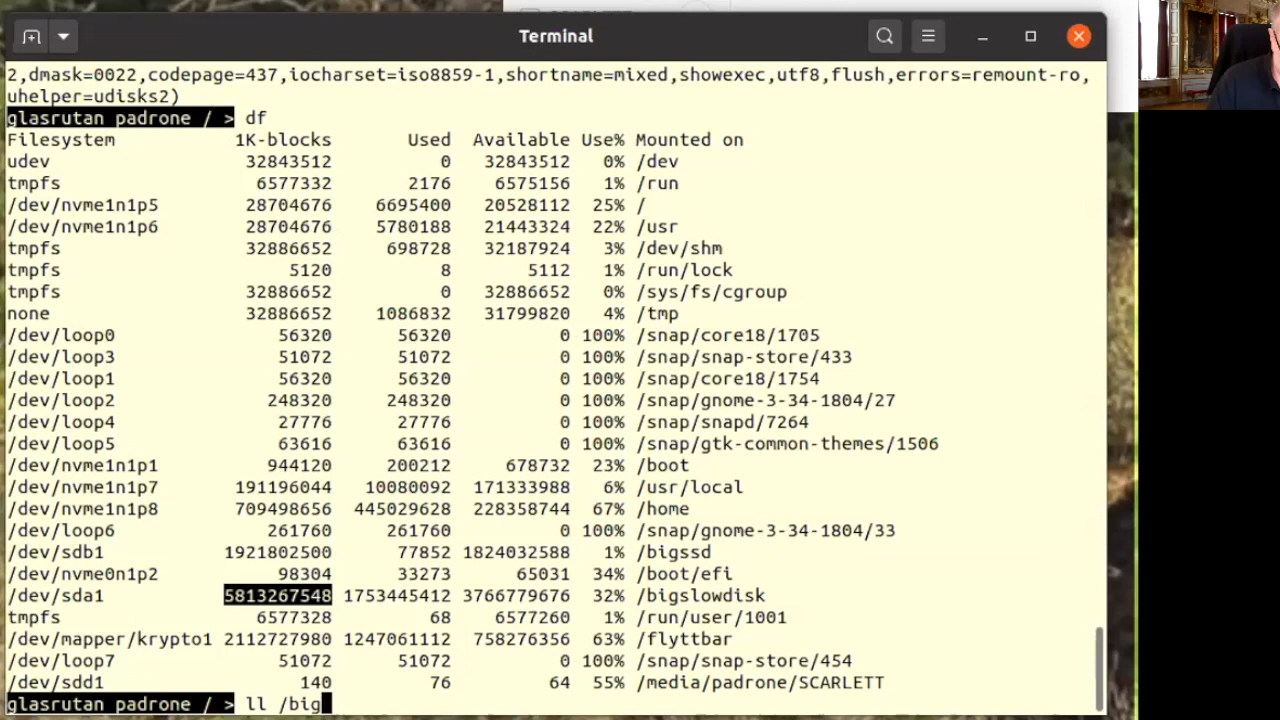 Terminal
2,dmask=0022,codepage=437,iocharset=iso8859-1,shortname=mixed,showexec,utf8,flush,errors=remount-ro,
uhelper=udisks2)
glasrutan padrone / > df
Filesystem 1K-blocks Used Available Use% Mounted on
udev 32843512 0 32843512 0% /dev
tmpfs 6577332 2176 6575156 1% /run
/dev/nvme1n1p5 28704676 6695400 20528112 25% /
/dev/nvme1n1p6 28704676 5780188 21443324 22% /usr
tmpfs 32886652 698728 32187924 3% /dev/shm
tmpfs 5120 8 5112 1% /run/lock
tmpfs 32886652 0 32886652 0% /sys/fs/cgroup
none 32886652 1086832 31799820 4% /tmp
/dev/loop0 56320 56320 0 100% /snap/core18/1705
/dev/loop3 51072 51072 0 100% /snap/snap-store/433
/dev/loop1 56320 56320 0 100% /snap/core18/1754
/dev/loop2 248320 248320 0 100% /snap/gnome-3-34-1804/27
/dev/loop4 27776 27776 0 100% /snap/snapd/7264
/dev/loop5 63616 63616 0 100% /snap/gtk-common-themes/1506
/dev/nvme1n1p1 944120 200212 678732 23% /boot
/dev/nvme1n1p7 191196044 10080092 171333988 6% /usr/local
/dev/nvme1n1p8 709498656 445029628 228358744 67% /home
/dev/loop6 261760 261760 0 100% /snap/gnome-3-34-1804/33
/dev/sdb1 1921802500 77852 1824032588 1% /bigssd
/dev/nvme0n1p2 98304 33273 65031 34% /boot/efi
/dev/sda1 5813267548 1753445412 3766779676 32% /bigslowdisk
tmpfs 6577328 68 6577260 1% /run/user/1001
/dev/mapper/krypto1 2112727980 1247061112 758276356 63% /flyttbar
/dev/loop7 51072 51072 0 100% /snap/snap-store/454
/dev/sdd1 140 76 64 55% /media/padrone/SCARLETT
glasrutan padrone / > ll /big